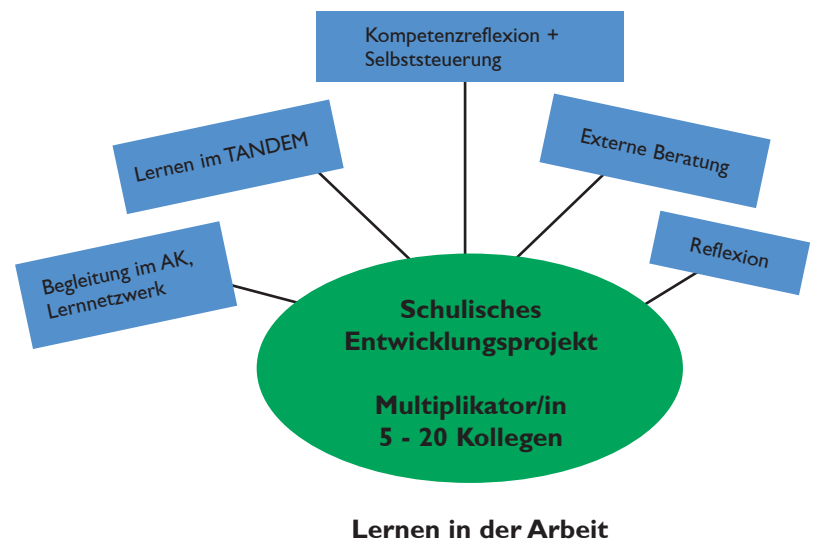 Kompetenzreflexion +
Selbststeuerung
Lernen im TANDEM
Externe Beratung
Begleitung im AK,
Lernnetzwerk
Reflexion
Schulisches
Entwicklungsprojekt
Multiplikator/in
5 - 20 Kollegen
Lernen in der Arbeit